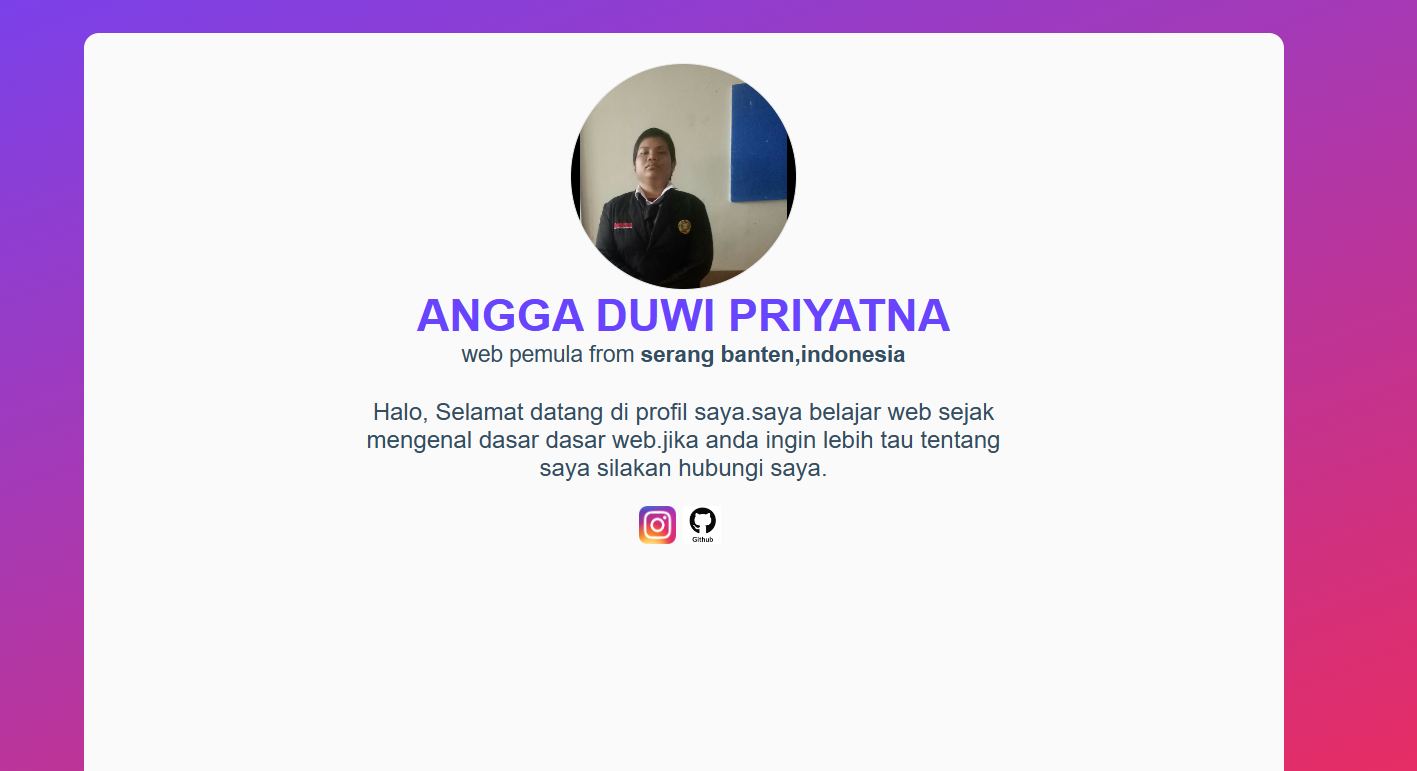 ANGGA DUWI PRIYATNA
web pemula from serang banten,indonesia
Halo, Selamat datang di profil saya.saya belajar web sejak
mengenal dasar dasar web.jika anda ingin lebih tau tentang
saya silakan hubungi saya.
Github